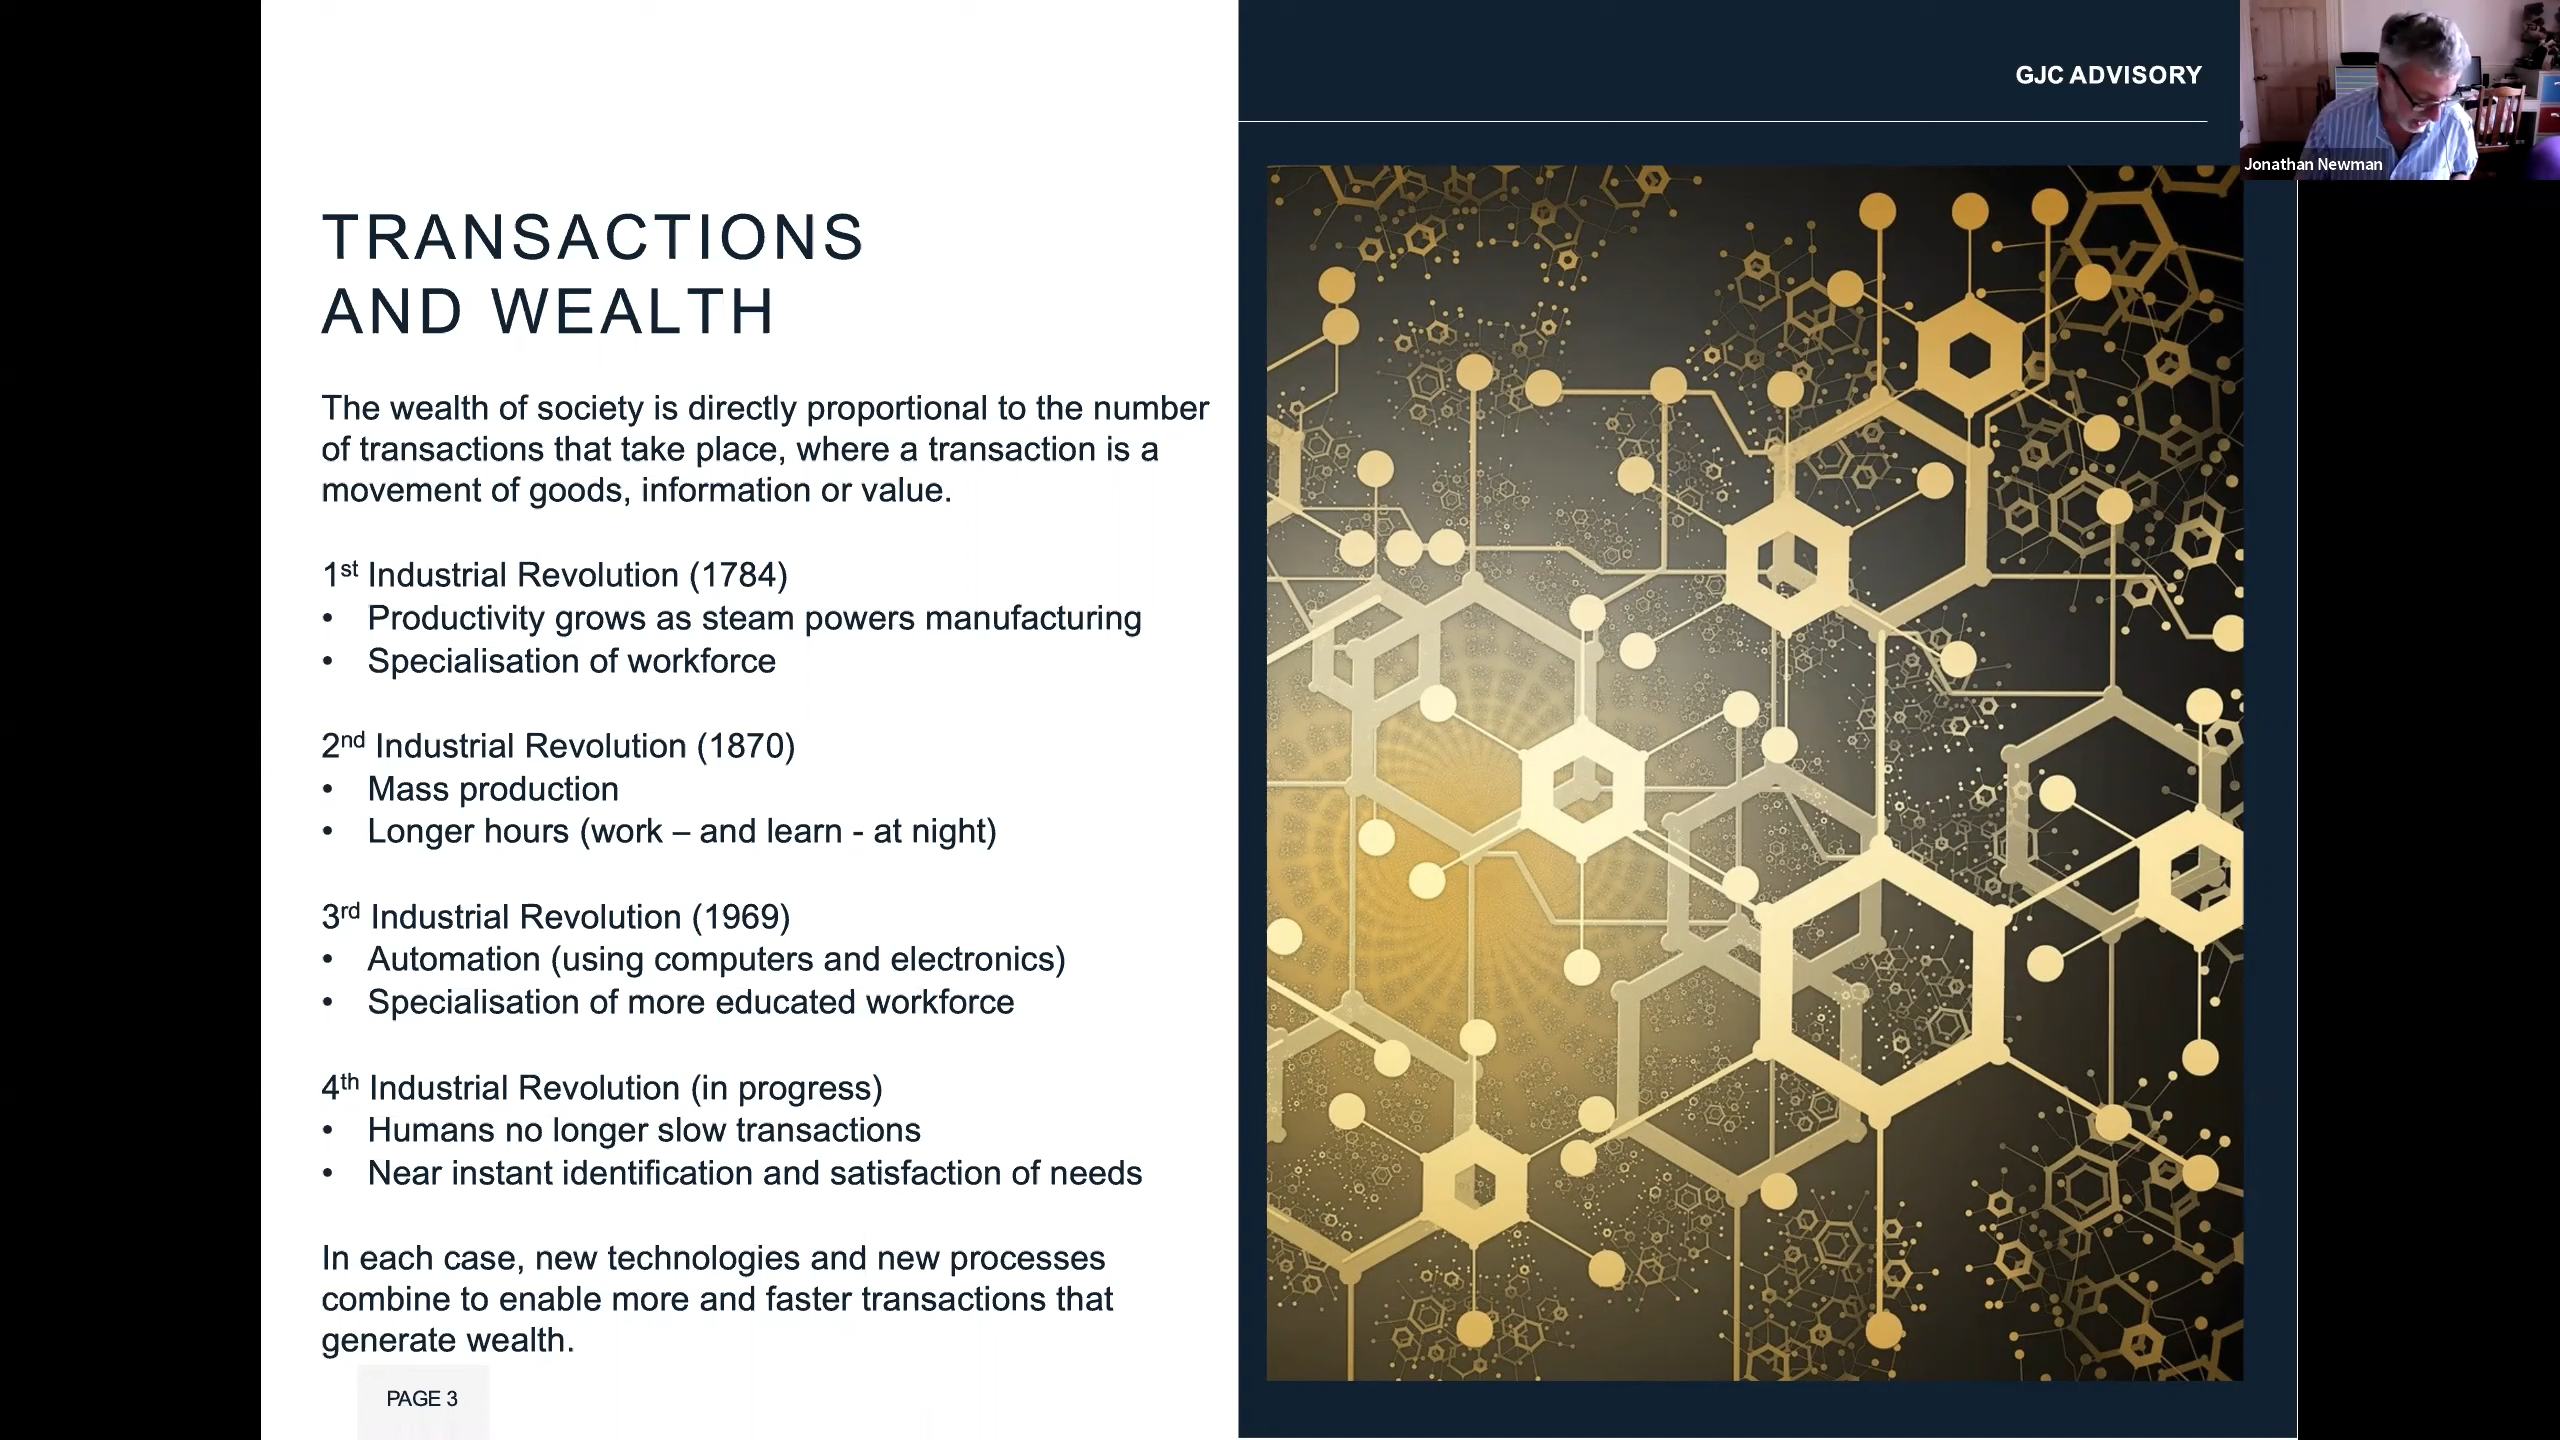 GJC ADVISORY
Jonathan Newman
TRANSACTIONS
AND WEALTH
The wealth of society is directly proportional to the number
of transactions that take place, where a transaction is a
movement of goods, information or value.
1st Industrial Revolution (1784)
• Productivity grows as steam powers manufacturing
• Specialisation of workforce
2nd Industrial Revolution (1870)
• Mass production
• Longer hours (work – and learn - at night)
3rd Industrial Revolution (1969)
• Automation (using computers and electronics)
• Specialisation of more educated workforce
4th Industrial Revolution (in progress)
• Humans no longer slow transactions
• Near instant identification and satisfaction of needs
In each case, new technologies and new processes
combine to enable more and faster transactions that
generate wealth.
PAGE 3